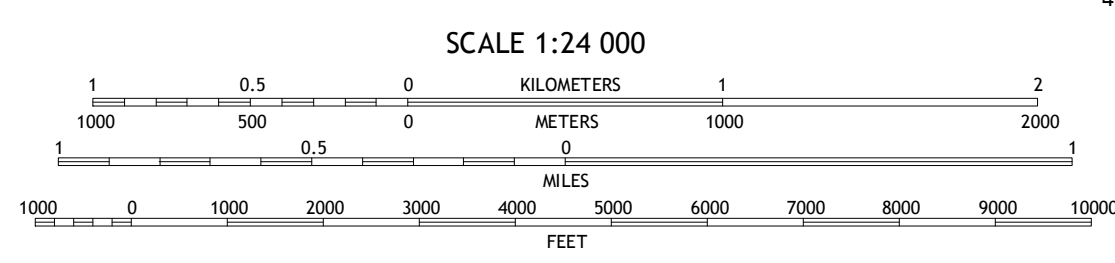 4
SCALE 1:24 000
1 0.5 0 KILOMETERS 1 2
1000 500 0 METERS 1000 2000
1 0.5 0 1
MILES
1000 0 1000 2000 3000 4000 5000 6000 7000 8000 9000 10000
FEET